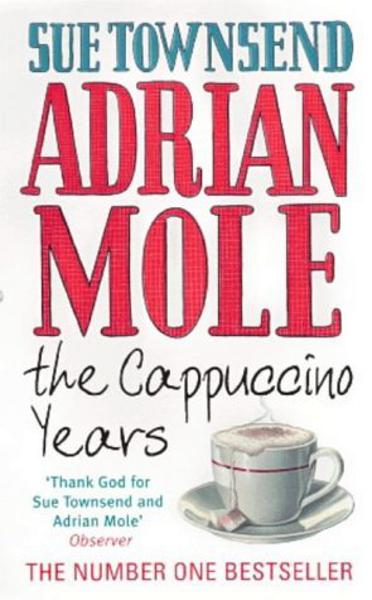 SUE TOWNSEND
ADRIAN
MOLE
the Cappuccino
Years
‘Thank God for
Sue Townsend and
Adrian Mole’
Observer
THE NUMBER ONE BESTSELLER